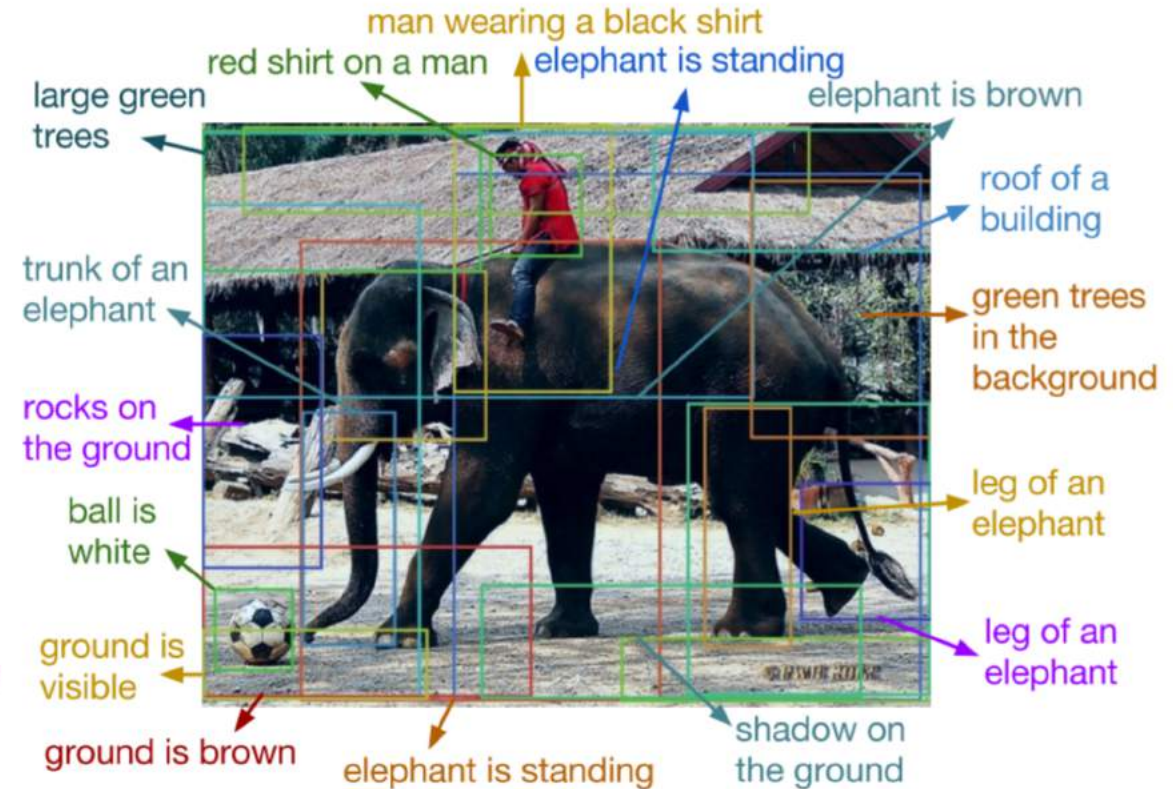 man wearing a black shirt
red shirt on a man
elephant is standing
large green
trees
elephant is brown
roof of a
building
trunk of an
elephant
green trees
in the
background
rocks on
the ground
leg of an
elephant
ball is
white
leg of an
elephant
ground is
visible
shadow on
the ground
ground is brown
elephant is standing